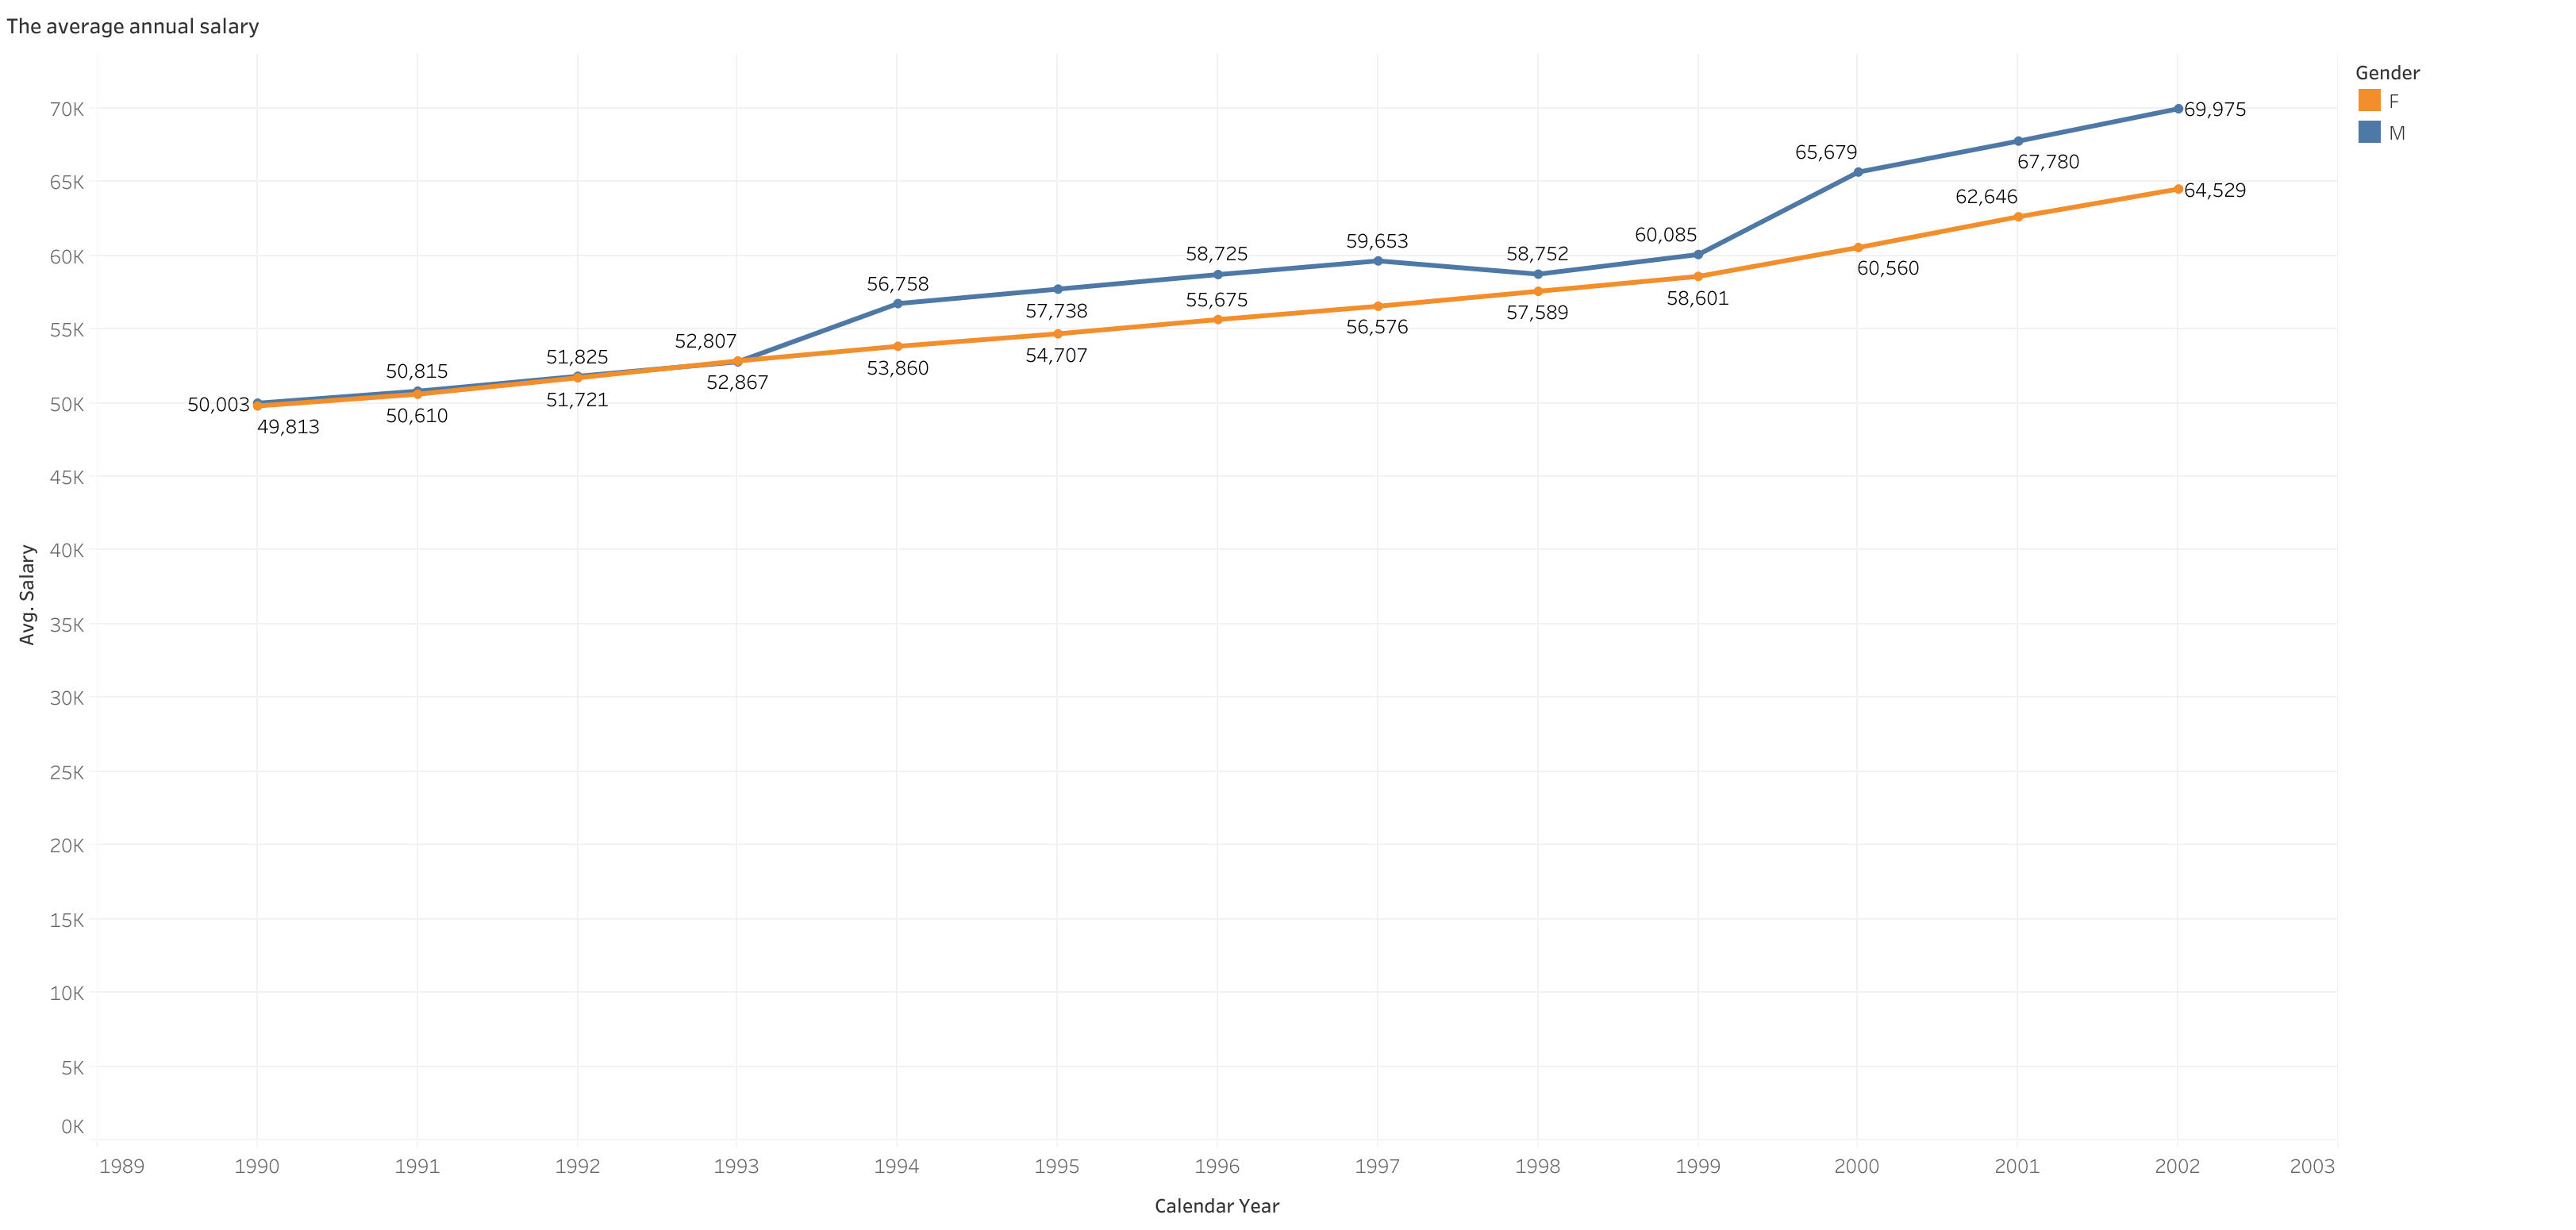 The average annual salary
Gender
F
M
70K
65K
60K
55K
50K
45K
40K
35K
30K
25K
20K
15K
10K
5K
0K
Avg. Salary
69,975
65,679
67,780
62,646
64,529
60,085
60,560
59,653
58,725
58,752
58,601
56,758
55,675
57,738
57,589
56,576
52,807
54,707
51,825
53,860
50,815
52,867
51,721
50,003
50,610
49,813
1989 1990 1991 1992 1993 1994 1995 1996 1997 1998 1999 2000 2001 2002 2003
Calendar Year